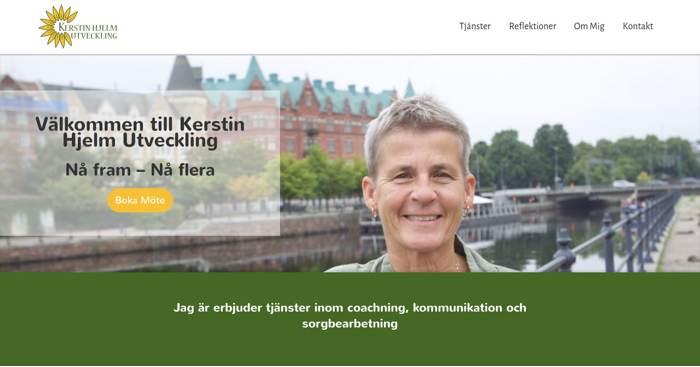 KERSTIN HJELM
UTVECKLING
Tjänster Reflektioner Om Mig Kontakt
Välkommen till Kerstin
Hjelm Utveckling
Nå fram – Nå flera
Boka Möte
Jag är erbjuder tjänster inom coachning, kommunikation och
sorgbearbetning